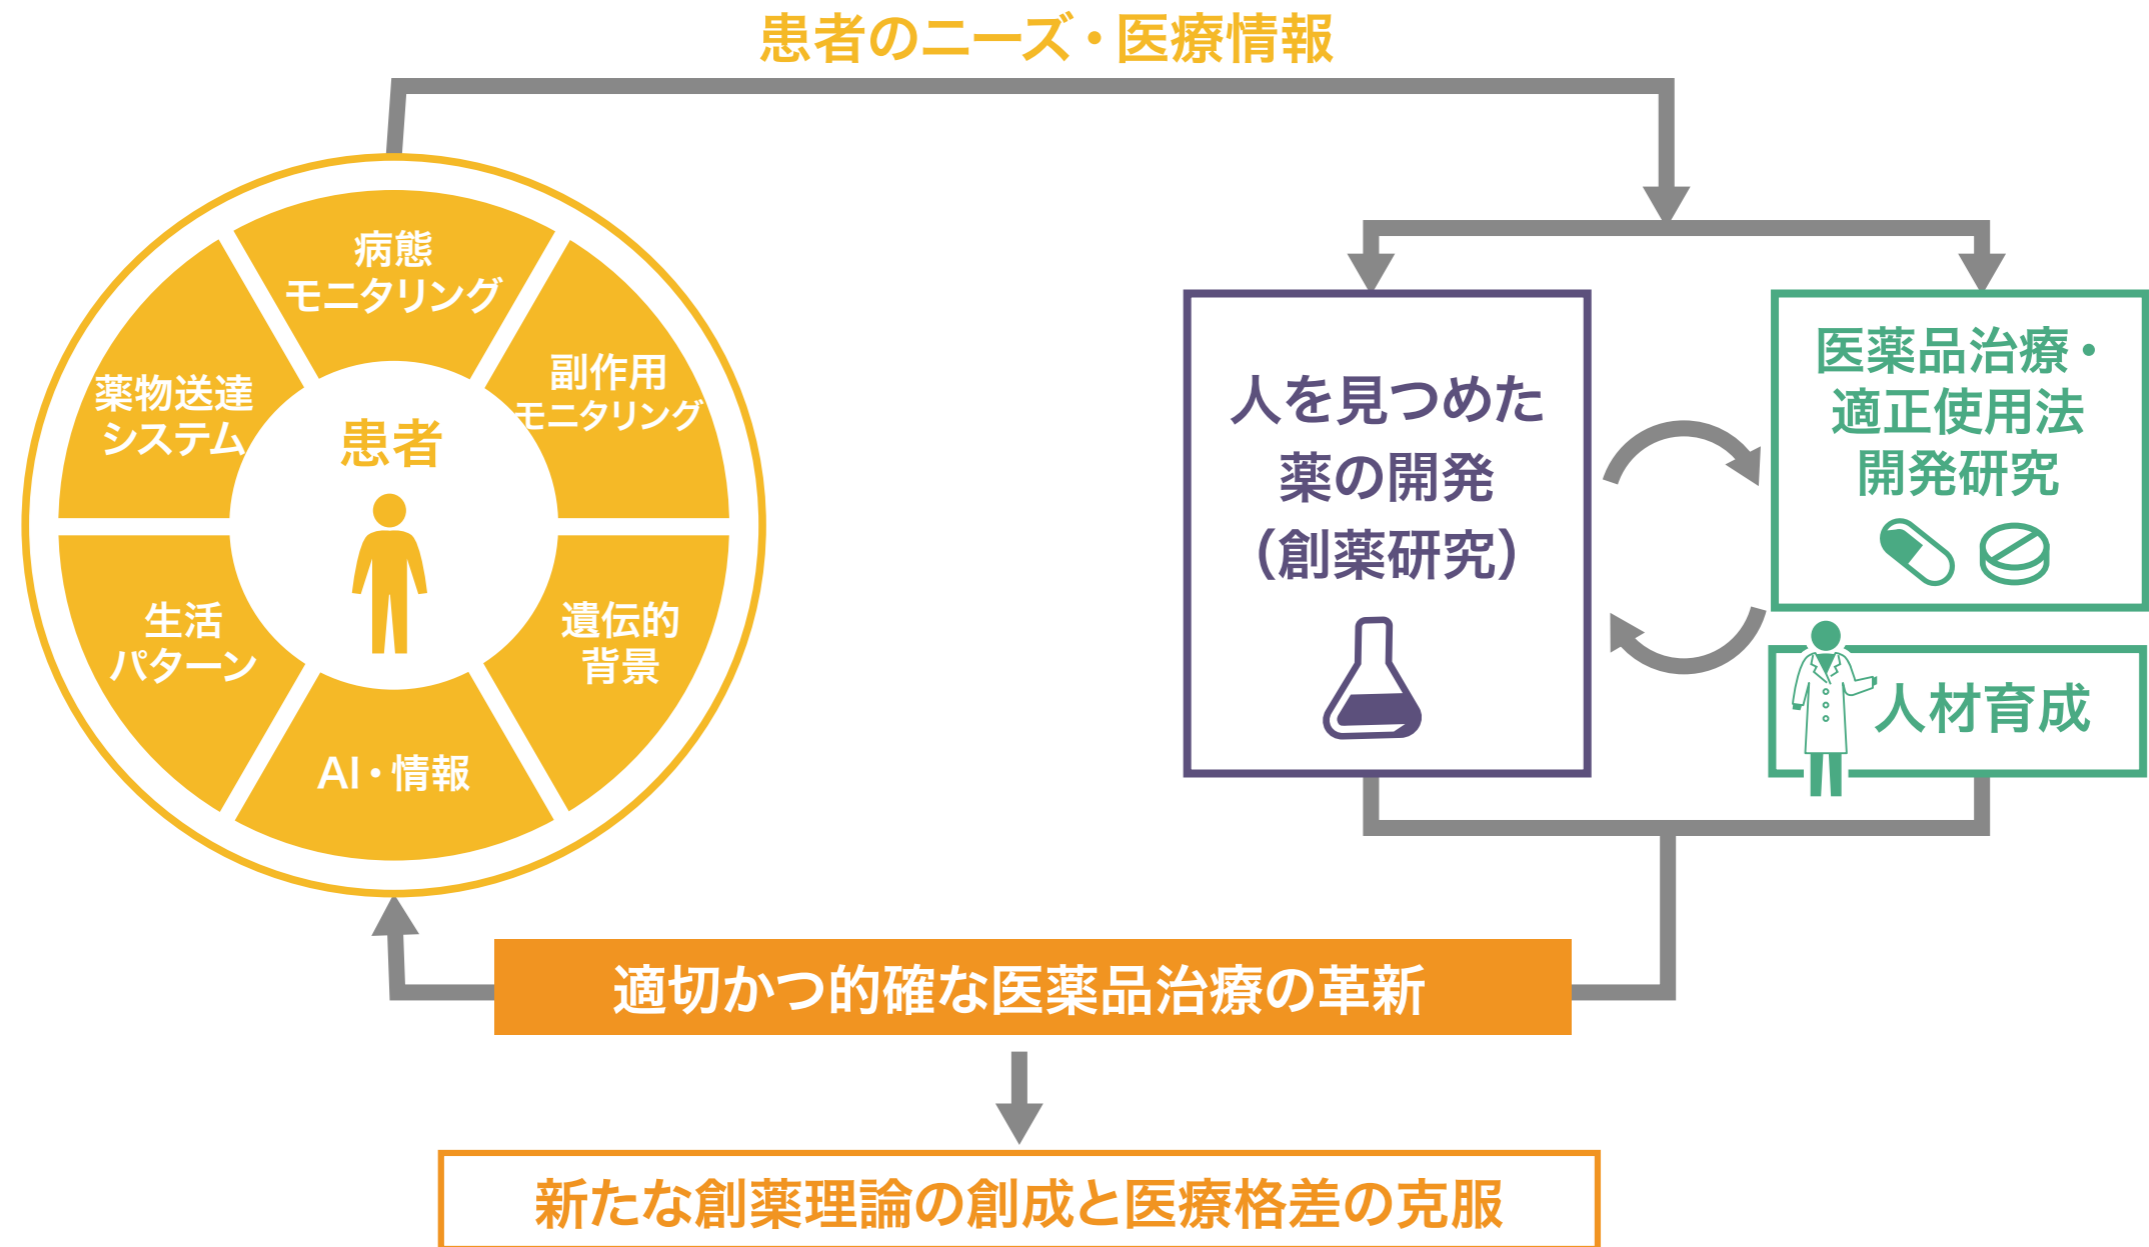 患者のニーズ・医療情報
病態
モニタリング
副作用
モニタリング
薬物送達
システム
患者
生活
パターン
遺伝的
背景
AI・情報
人を見つめた
薬の開発
（創薬研究）
医薬品治療・
適正使用法
開発研究
人材育成
適切かつ的確な医薬品治療の革新
新たな創薬理論の創成と医療格差の克服